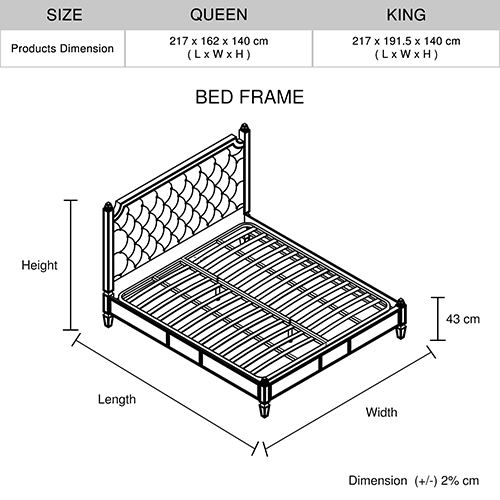 SIZE QUEEN KING
Products Dimension 217 x 162 x 140 cm 217 x 191.5 x 140 cm
( L x W x H ) ( L x W x H )
BED FRAME
Height
43 cm
Length
Width
Dimension (+/-) 2% cm